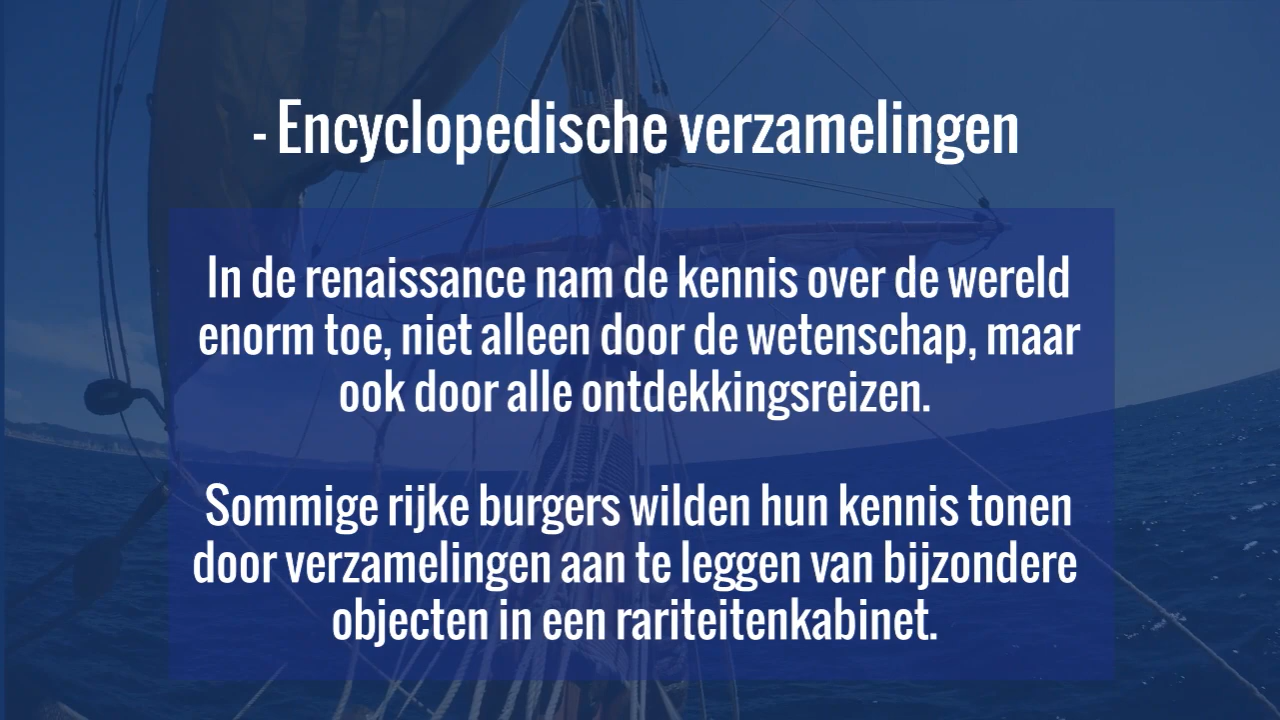 - Encyclopedische verzamelingen
In de renaissance nam de kennis over de wereld
enorm toe, niet alleen door de wetenschap, maar
ook door alle ontdekkingsreizen.
Sommige rijke burgers wilden hun kennis tonen
door verzamelingen aan te leggen van bijzondere
objecten in een rariteitenkabinet.